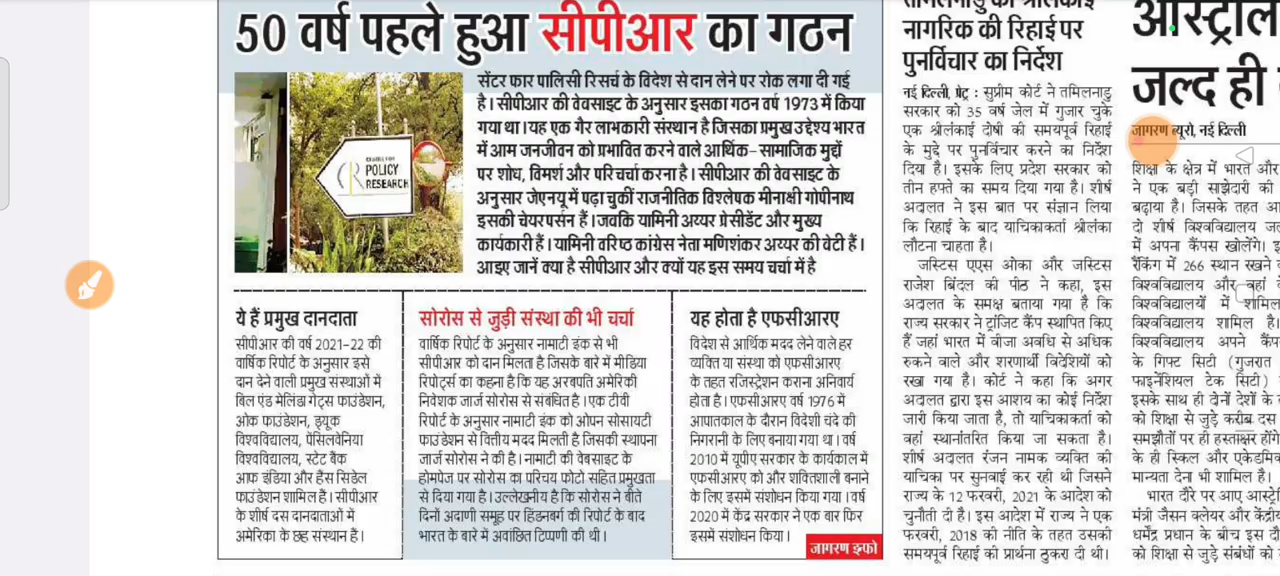 50 वर्ष पहले हुआ सीपीआर का गठन
CENTRE FOR
POLICY
RESEARCH
सेंटर फार पालिसी रिसर्च के विदेश से दान लेने पर रोक लगा दी गई
है। सीपीआर की वेबसाइट के अनुसार इसका गठन वर्ष 1973 में किया
गया था। यह एक गैर लाभकारी संस्थान है जिसका प्रमुख उद्देश्य भारत
में आम जनजीवन को प्रभावित करने वाले आर्थिक-सामाजिक मुद्दों
पर शोध, विमर्श और परिचर्चा करना है। सीपीआर की वेबसाइट के
अनुसार जेएनयू में पढ़ा चुकीं राजनीतिक विश्लेषक मीनाक्षी गोपीनाथ
इसकी चेयरपर्सन हैं। जबकि यामिनी अय्यर प्रेसीडेंट और मुख्य
कार्यकारी हैं। यामिनी वरिष्ठ कांग्रेस नेता मणिशंकर अय्यर की बेटी हैं।
आइए जानें क्या है सीपीआर और क्यों यह इस समय चर्चा में है
ये हैं प्रमुख दानदाता
सीपीआर की वर्ष 2021-22 की
वार्षिक रिपोर्ट के अनुसार इसे
दान देने वाली प्रमुख संस्थाओं में
बिल एंड मेलिंडा गेट्स फाउंडेशन,
ओक फाउंडेशन, ड्यूक
विश्वविद्यालय, पेंसिलवेनिया
विश्वविद्यालय, स्टेट बैंक
आफ इंडिया और हैंस सिडेल
फाउंडेशन शामिल हैं। सीपीआर
के शीर्ष दस दानदाताओं में
अमेरिका के छह संस्थान हैं।
सोरोस से जुड़ी संस्था की भी चर्चा
वार्षिक रिपोर्ट के अनुसार नामाटी इंक से भी
सीपीआर को दान मिलता है जिसके बारे में मीडिया
रिपोर्ट्स का कहना है कि यह अरबपति अमेरिकी
निवेशक जार्ज सोरोस से संबंधित है। एक टीवी
रिपोर्ट के अनुसार नामाटी इंक को ओपन सोसायटी
फाउंडेशन से वित्तीय मदद मिलती है जिसकी स्थापना
जार्ज सोरोस ने की है। नामाटी की वेबसाइट के
होमपेज पर सोरोस का परिचय फोटो सहित प्रमुखता
से दिया गया है। उल्लेखनीय है कि सोरोस ने बीते
दिनों अदाणी समूह पर हिंडनबर्ग की रिपोर्ट के बाद
भारत के बारे में अवांछित टिप्पणी की थी।
यह होता है एफसीआरए
विदेश से आर्थिक मदद लेने वाले हर
व्यक्ति या संस्था को एफसीआरए
के तहत रजिस्ट्रेशन कराना अनिवार्य
होता है। एफसीआरए वर्ष 1976 में
आपातकाल के दौरान विदेशी चंदे की
निगरानी के लिए बनाया गया था। वर्ष
2010 में यूपीए सरकार के कार्यकाल में
एफसीआरए को और शक्तिशाली बनाने
के लिए इसमें संशोधन किया गया। वर्ष
2020 में केंद्र सरकार ने एक बार फिर
इसमें संशोधन किया।
जागरण इन्फो
नागरिक की रिहाई पर
पुनर्विचार का निर्देश
नई दिल्ली, प्रेट्र : सुप्रीम कोर्ट ने तमिलनाडु
सरकार को 35 वर्ष जेल में गुजार चुके
एक श्रीलंकाई दोषी की समयपूर्व रिहाई
के मुद्दे पर पुनर्विचार करने का निर्देश
दिया है। इसके लिए प्रदेश सरकार को
तीन हफ्ते का समय दिया गया है। शीर्ष
अदालत ने इस बात पर संज्ञान लिया
कि रिहाई के बाद याचिकाकर्ता श्रीलंका
लौटना चाहता है।
जस्टिस एएस ओका और जस्टिस
राजेश बिंदल की पीठ ने कहा, इस
अदालत के समक्ष बताया गया है कि
राज्य सरकार ने ट्रांजिट कैंप स्थापित किए
हैं जहां भारत में वीजा अवधि से अधिक
रुकने वाले और शरणार्थी विदेशियों को
रखा गया है। कोर्ट ने कहा कि अगर
अदालत द्वारा इस आशय का कोई निर्देश
जारी किया जाता है, तो याचिकाकर्ता को
वहां स्थानांतरित किया जा सकता है।
शीर्ष अदालत रंजन नामक व्यक्ति की
याचिका पर सुनवाई कर रही थी जिसने
राज्य के 12 फरवरी, 2021 के आदेश को
चुनौती दी है। इस आदेश में राज्य ने एक
फरवरी, 2018 की नीति के तहत उसकी
समयपूर्व रिहाई की प्रार्थना ठुकरा दी थी।
जल्द ही
जागरण ब्यूरो, नई दिल्ली
शिक्षा के क्षेत्र में भारत और
ने एक बड़ी साझेदारी की
बढ़ाया है। जिसके तहत
दो शीर्ष विश्वविद्यालय
में अपना कैंपस खोलेंगे।
रैंकिंग में 266 स्थान रखने
विश्वविद्यालय और वहां
विश्वविद्यालयों में शामिल
विश्वविद्यालय शामिल है।
विश्वविद्यालय अपने
के गिफ्ट सिटी (गुजरात
फाइनेंशियल टेक सिटी)
इसके साथ ही दोनों देशों के
को शिक्षा से जुड़े करीब दस
समझौतों पर ही हस्ताक्षर होंगे
के ही स्किल और
मान्यता देना भी शामिल है।
भारत दौरे पर आए
मंत्री जैसन क्लेयर और
धर्मेंद्र प्रधान के बीच इस
को शिक्षा से जुड़े संबंधों को